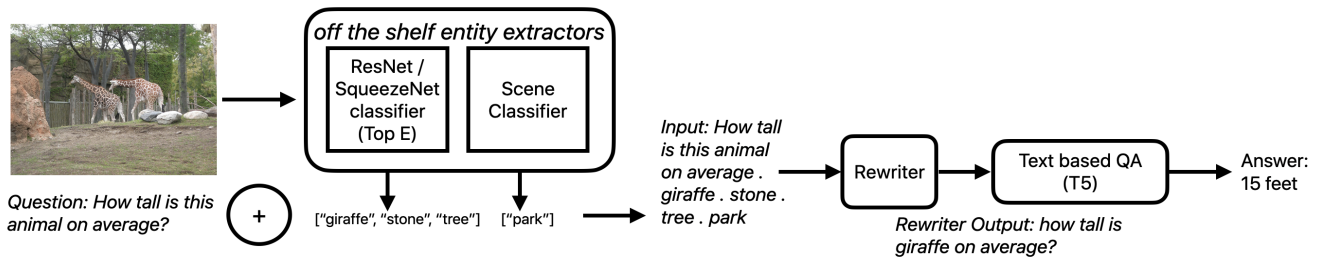 Question: How tall is this
animal on average?
+
off the shelf entity extractors
ResNet /
SqueezeNet
classifier
(Top E)
Scene
Classifier
["giraffe", "stone", "tree"]
["park"]
Input: How tall
is this animal
on average .
giraffe . stone .
tree . park
Rewriter
Rewriter Output: how tall is
giraffe on average?
Text based QA
(T5)
Answer:
15 feet